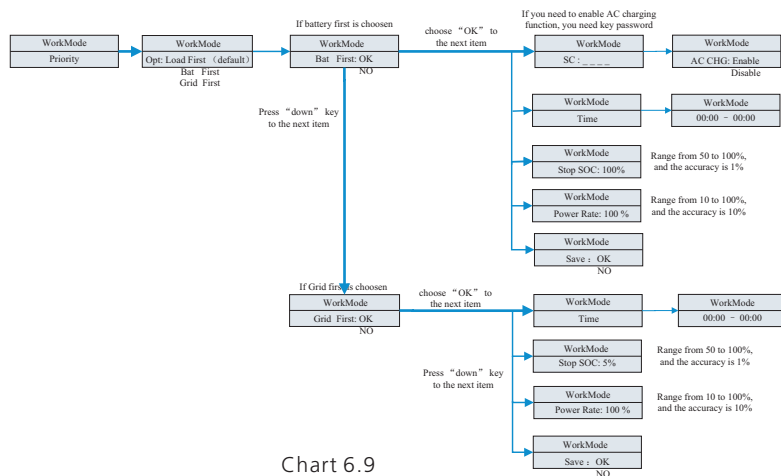 If you need to enable AC charging
function, you need key password
If battery first is choosen
choose “OK” to
the next item
WorkMode
Priority
WorkMode
Opt: Load First （default）
Bat First
Grid First
WorkMode
Bat First: OK
NO
WorkMode
SC : _ _ _ _
WorkMode
AC CHG: Enable
Disable
Press “down” key
to the next item
WorkMode
Time
WorkMode
00:00 - 00:00
WorkMode
Stop SOC: 100%
Range from 50 to 100%,
and the accuracy is 1%
WorkMode
Power Rate: 100 %
Range from 10 to 100%,
and the accuracy is 10%
WorkMode
Save： OK
NO
If Grid first is choosen
choose “OK” to
the next item
WorkMode
Grid First: OK
NO
WorkMode
Time
WorkMode
00:00 - 00:00
Press “down” key
to the next item
WorkMode
Stop SOC: 5%
Range from 50 to 100%,
and the accuracy is 1%
WorkMode
Power Rate: 100 %
Range from 10 to 100%,
and the accuracy is 10%
WorkMode
Save： OK
NO
Chart 6.9